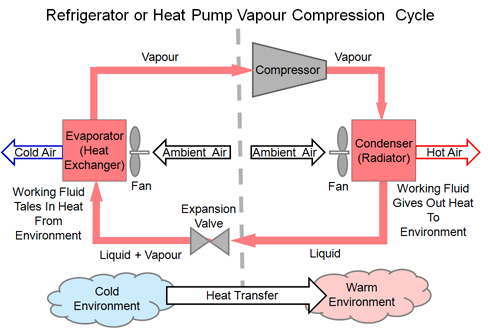 Refrigerator or Heat Pump Vapour Compression Cycle
Vapour
Compressor
Vapour
Evaporator
(Heat
Exchanger)
Cold Air
Ambient Air
Fan
Ambient Air
Fan
Condenser
(Radiator)
Hot Air
Working Fluid
Tales In Heat
From
Environment
Working Fluid
Gives Out Heat
To
Environment
Expansion
Valve
Liquid + Vapour
Liquid
Cold
Environment
Heat Transfer
Warm
Environment